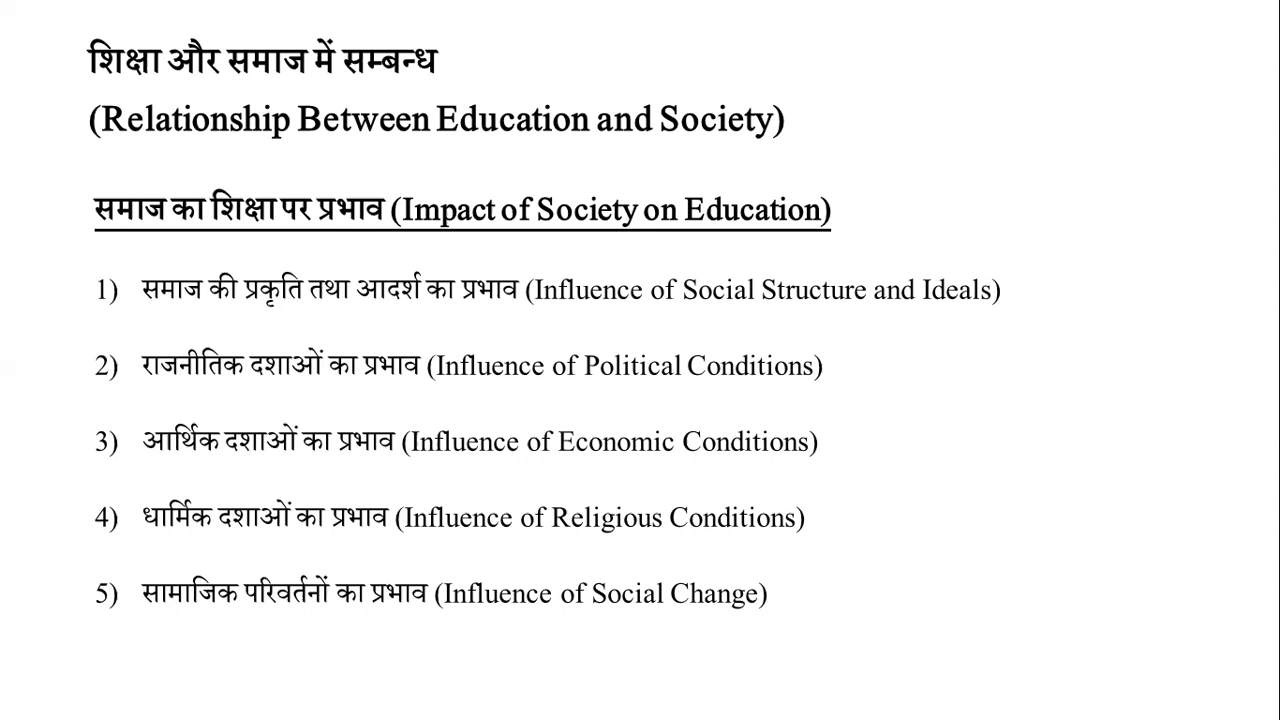 शिक्षा और समाज में सम्बन्ध
(Relationship Between Education and Society)
समाज का शिक्षा पर प्रभाव (Impact of Society on Education)
1) समाज की प्रकृति तथा आदर्श का प्रभाव (Influence of Social Structure and Ideals)
2) राजनीतिक दशाओं का प्रभाव (Influence of Political Conditions)
3) आर्थिक दशाओं का प्रभाव (Influence of Economic Conditions)
4) धार्मिक दशाओं का प्रभाव (Influence of Religious Conditions)
5) सामाजिक परिवर्तनों का प्रभाव (Influence of Social Change)